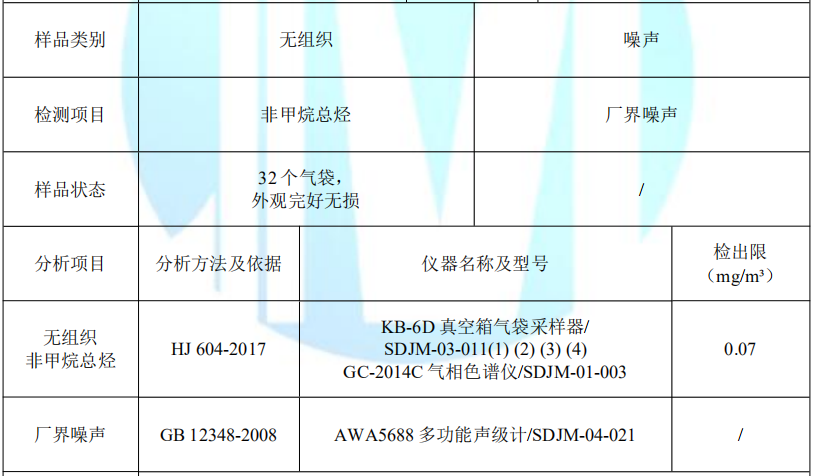 样品类别
无组织
噪声
检测项目
非甲烷总烃
厂界噪声
样品状态
32 个气袋，
外观完好无损
/
分析项目
分析方法及依据
仪器名称及型号
检出限
（mg/m³）
无组织
非甲烷总烃
HJ 604-2017
KB-6D 真空箱气袋采样器/
SDJM-03-011(1) (2) (3) (4)
GC-2014C 气相色谱仪/SDJM-01-003
0.07
厂界噪声
GB 12348-2008
AWA5688 多功能声级计/SDJM-04-021
/